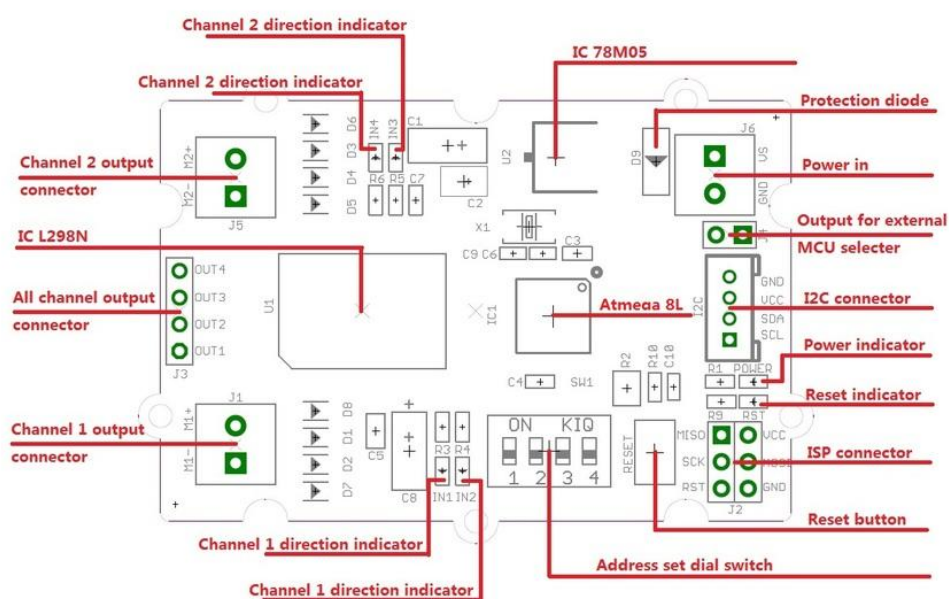 Channel 2 direction indicator
IC 78M05
Channel 2 direction indicator
Protection diode
Channel 2 output
connector
Power in
Output for external
MCU selecter
IC L298N
All channel output
connector
Atmega 8L
I2C connector
Power indicator
Reset indicator
Channel 1 output
connector
ISP connector
Reset button
Channel 1 direction indicator
Address set dial switch
Channel 1 direction indicator
M2+
M2-
J5
D6
D3
D4
D5
IN4
IN3
R6
R5
C7
C1
C2
U2
D9
J6
VS
GND
J4
X1
C9
C6
C3
OUT4
OUT3
OUT2
OUT1
J3
U1
IC1
I2C
GND
VCC
SDA
SCL
C4
SW1
R2
R10
C10
R1
POWER
R9
RST
M1+
M1-
J1
D8
D1
D2
D7
C5
C8
R3
R4
IN1
IN2
ON
KIQ
1
2
3
4
RESET
MISO
VCC
SCK
RST
GND
J2